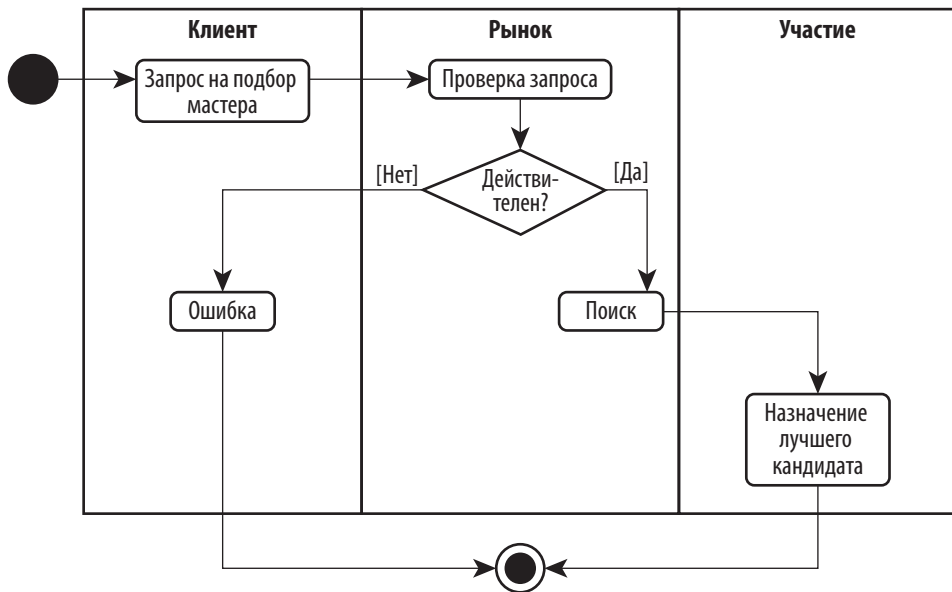 Клиент
Рынок
Участие
Запрос на подбор
мастера
Проверка запроса
[Нет]
Действи-
телен?
[Да]
Ошибка
Поиск
Назначение
лучшего
кандидата